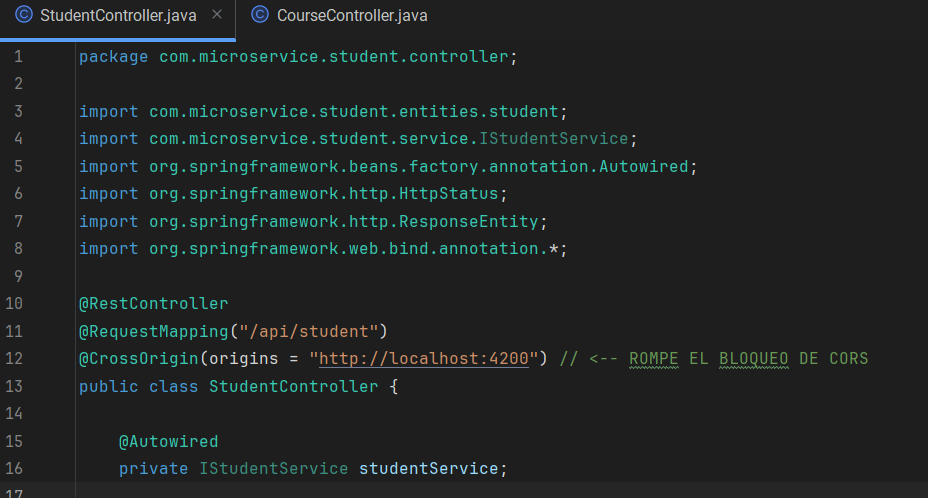 StudentController.java × CourseController.java
1 package com.microservice.student.controller;
2
3 import com.microservice.student.entities.student;
4 import com.microservice.student.service.IStudentService;
5 import org.springframework.beans.factory.annotation.Autowired;
6 import org.springframework.http.HttpStatus;
7 import org.springframework.http.ResponseEntity;
8 import org.springframework.web.bind.annotation.*;
9
10 @RestController
11 @RequestMapping("/api/student")
12 @CrossOrigin(origins = "http://localhost:4200") // <-- ROMPE EL BLOQUEO DE CORS
13 public class StudentController {
14
15 @Autowired
16 private IStudentService studentService;
17